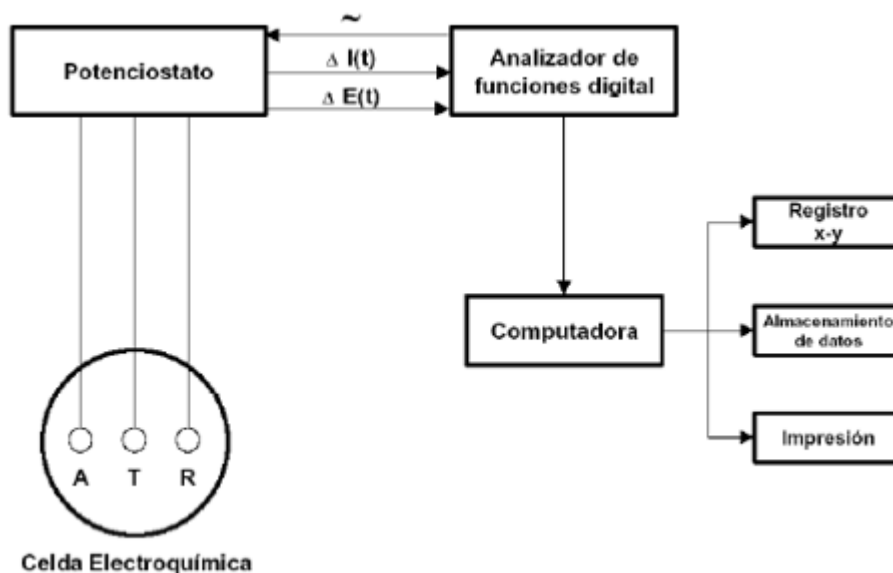 ~
Potenciostato
Δ I(t)
Δ E(t)
Analizador de
funciones digital
Registro
x-y
Computadora
Almacenamiento
de datos
Impresión
A T R
Celda Electroquímica